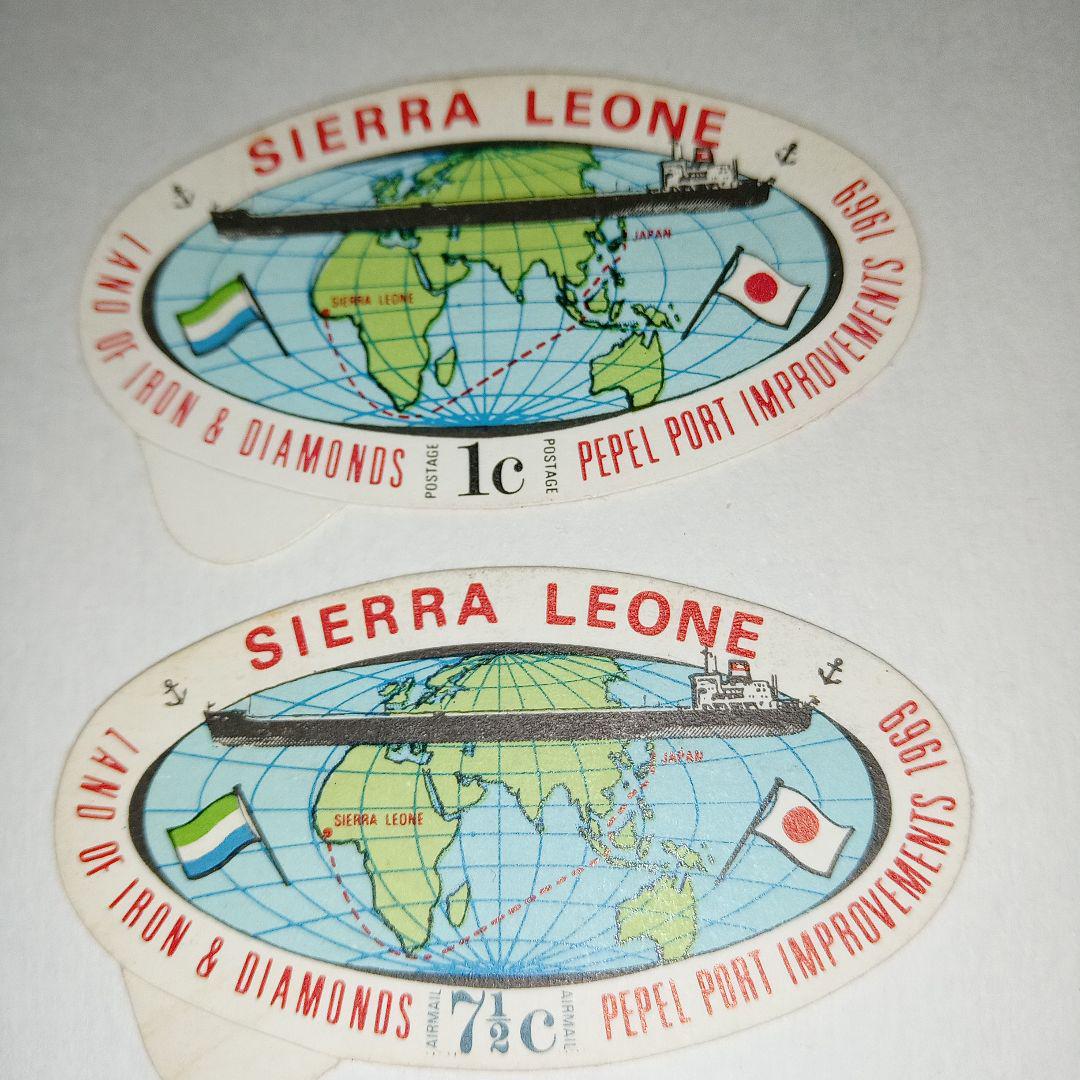 SIERRA LEONE
JAPAN
SIERRA LEONE
LAND OF IRON & DIAMONDS
POSTAGE 1c POSTAGE
PEPEL PORT IMPROVEMENTS 1969
SIERRA LEONE
JAPAN
SIERRA LEONE
LAND OF IRON & DIAMONDS
AIRMAIL 7½c AIRMAIL
PEPEL PORT IMPROVEMENTS 1969